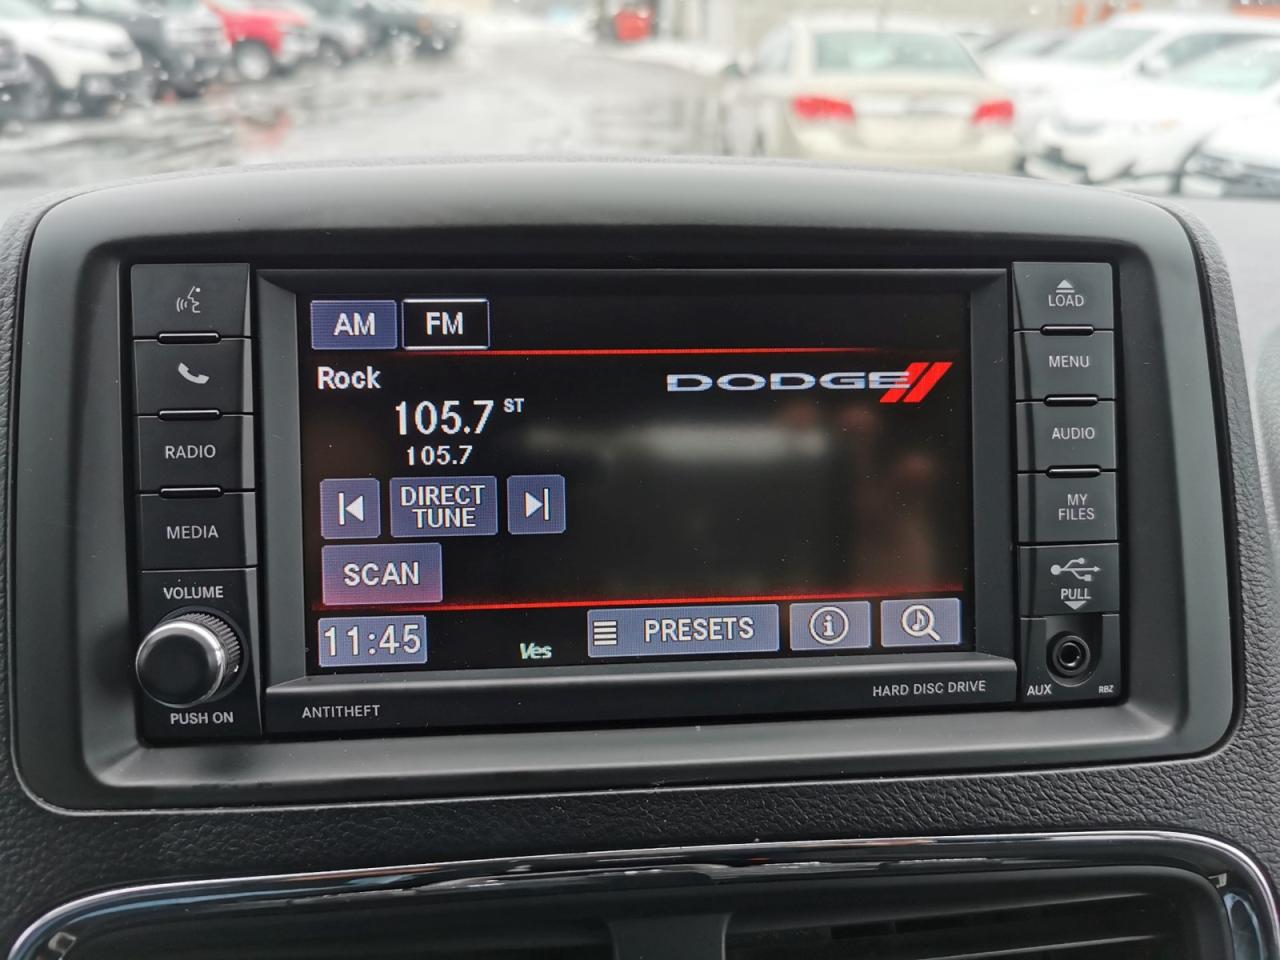 AM FM
Rock
DODGE
105.7 ST
105.7
DIRECT
TUNE
SCAN
11:45
Ves
PRESETS
RADIO
MEDIA
VOLUME
PUSH ON
ANTITHEFT
HARD DISC DRIVE
LOAD
MENU
AUDIO
MY
FILES
PULL
AUX
RBZ